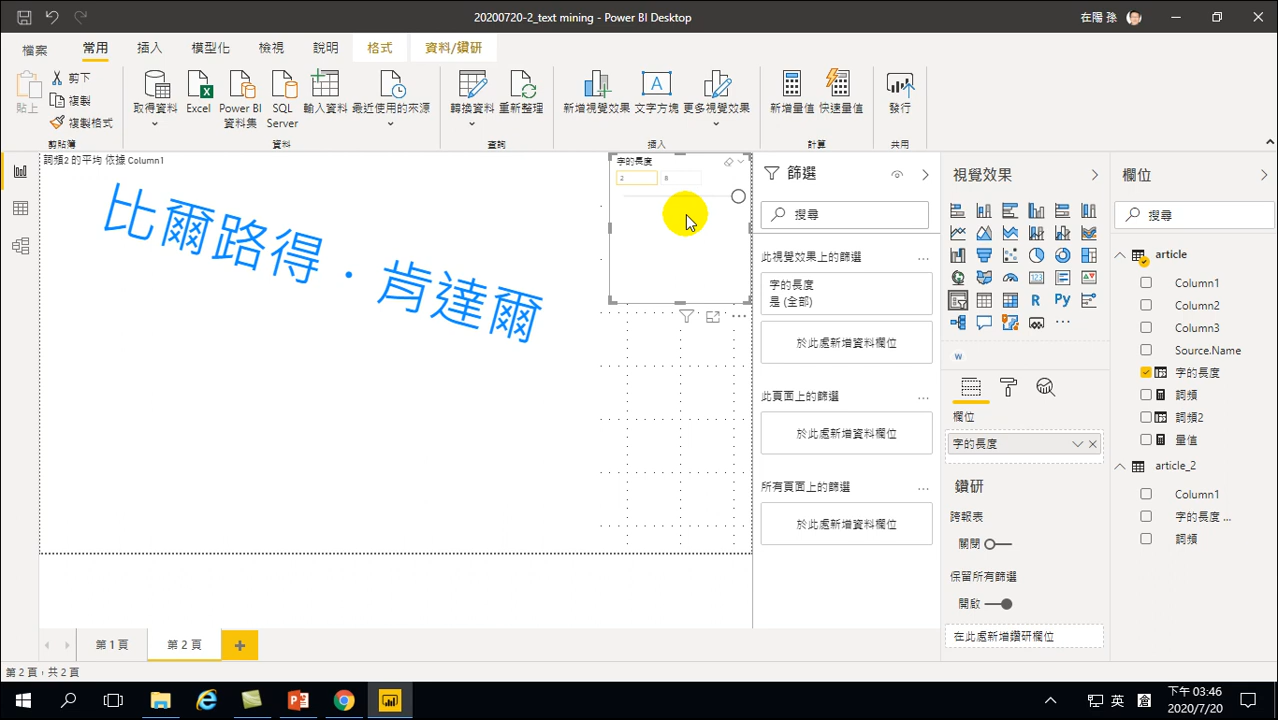 20200720-2_text mining - Power BI Desktop
在陽 孫
檔案 常用 插入 模型化 檢視 說明 格式 資料/鑽研
貼上
剪下
複製
複製格式
剪貼簿
取得資料
Excel
Power BI
資料集
SQL
Server
輸入資料
最近使用的來源
資料
轉換資料
重新整理
查詢
新增視覺效果
文字方塊
更多視覺效果
插入
新增量值
快速量值
計算
發行
共用
詞頻2 的平均 依據 Column1
比爾路得·肯達爾
字的長度
2 8
篩選
搜尋
此視覺效果上的篩選
字的長度
是 (全部)
於此處新增資料欄位
此頁面上的篩選
於此處新增資料欄位
所有頁面上的篩選
於此處新增資料欄位
視覺效果
R Py
W
欄位
字的長度
鑽研
跨報表
關閉
保留所有篩選
開啟
在此處新增鑽研欄位
欄位
搜尋
article
Column1
Column2
Column3
Source.Name
字的長度
詞頻
詞頻2
量值
article_2
Column1
字的長度 ...
詞頻
第 1 頁
第 2 頁
第 2 頁，共 2 頁
英
下午 03:46
2020/7/20